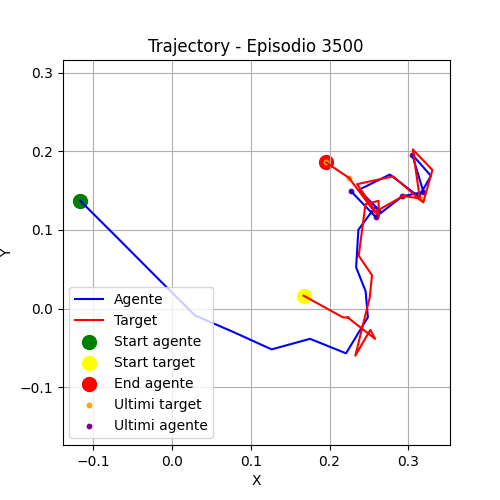 Trajectory - Episodio 3500
0.3
0.2
0.1
0.0
−0.1
Y
Agente
Target
Start agente
Start target
End agente
Ultimi target
Ultimi agente
−0.1
0.0
0.1
0.2
0.3
X